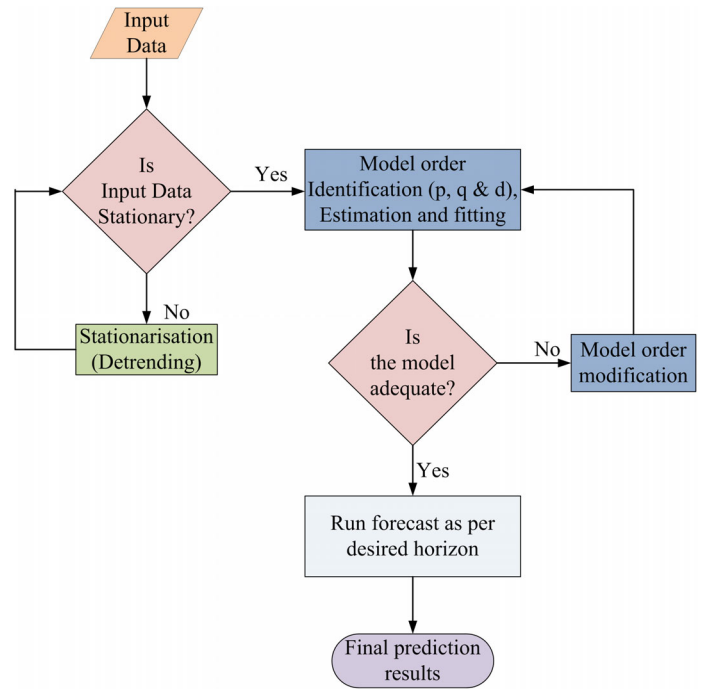 Input
Data
Is
Input Data
Stationary?
Yes
No
Stationarisation
(Detrending)
Model order
Identification (p, q & d),
Estimation and fitting
Is
the model
adequate?
No
Model order
modification
Yes
Run forecast as per
desired horizon
Final prediction
results